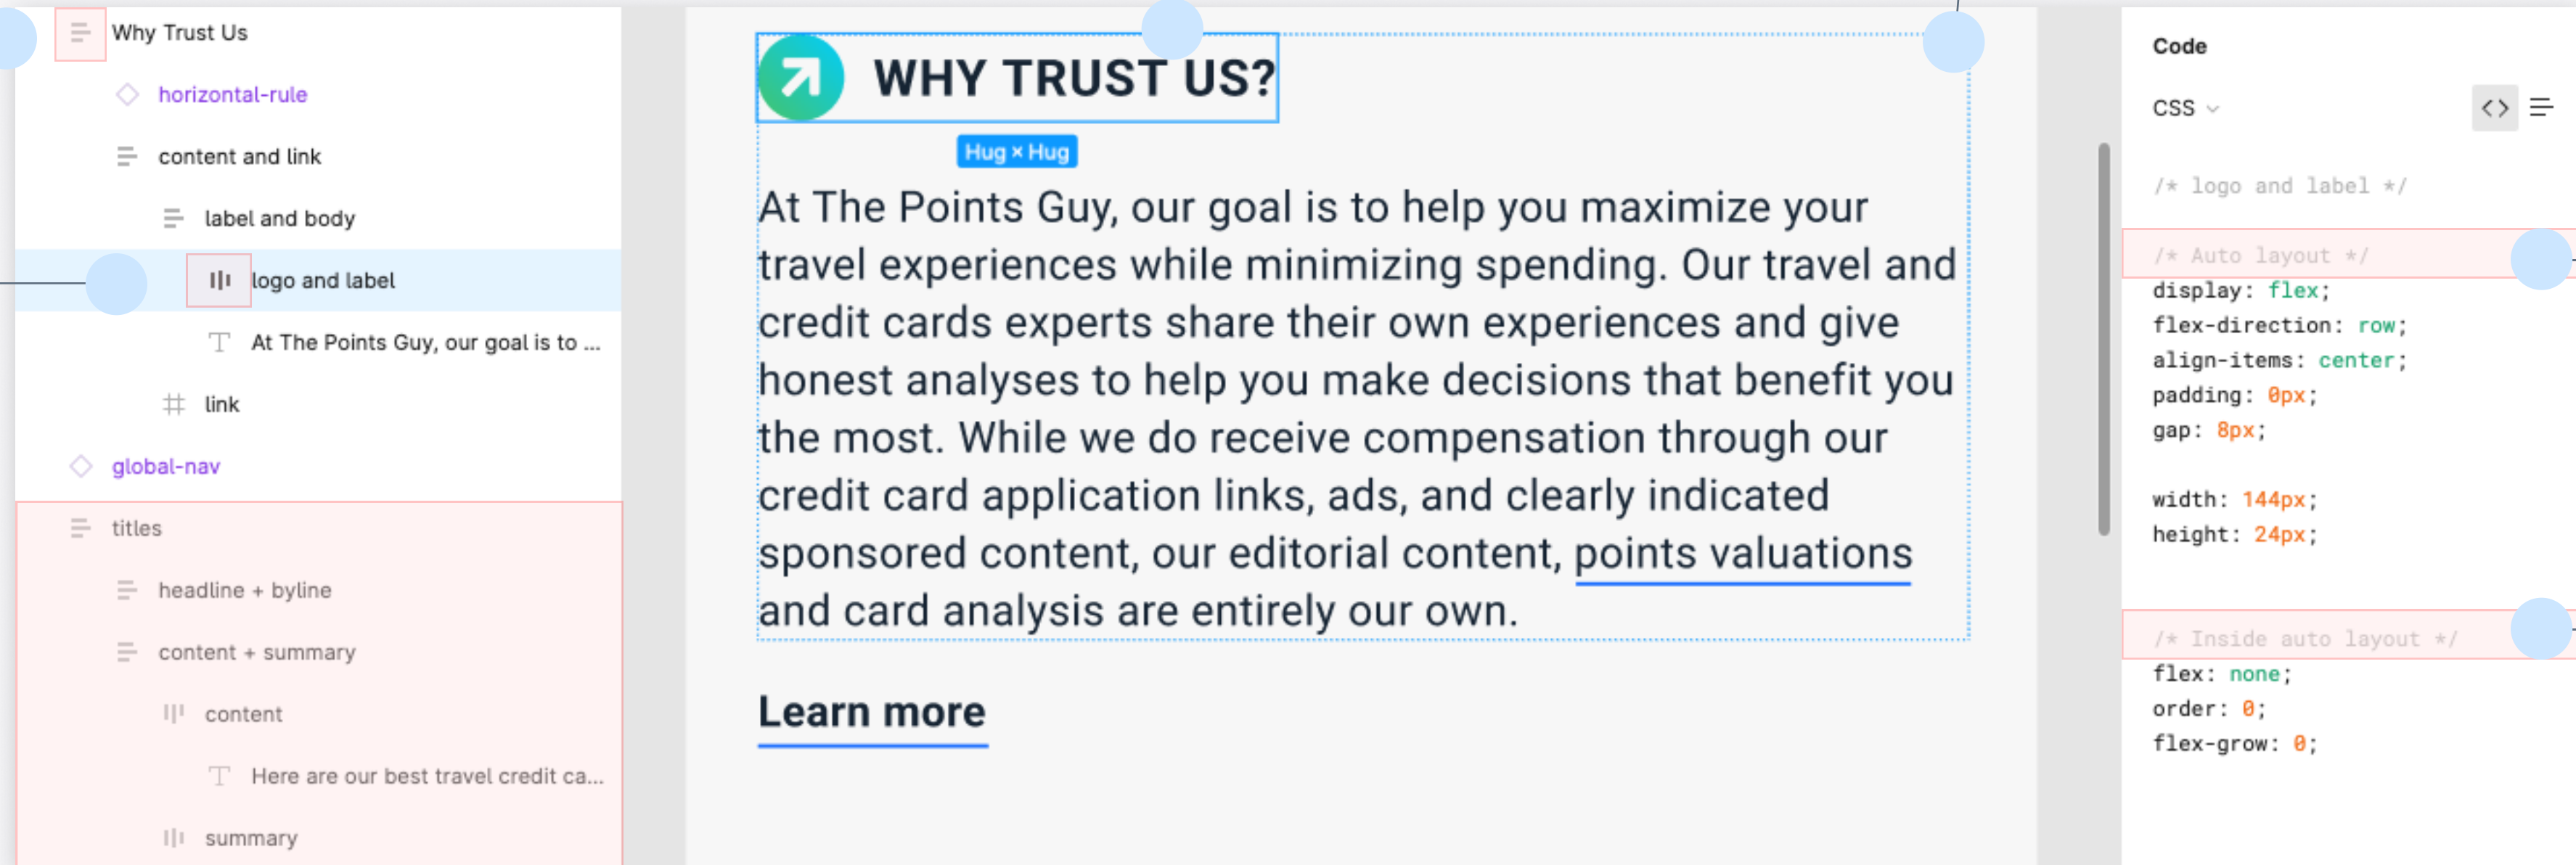 Why Trust Us
horizontal-rule
content and link
label and body
logo and label
At The Points Guy, our goal is to ...
link
global-nav
titles
headline + byline
content + summary
content
Here are our best travel credit ca...
summary
WHY TRUST US?
Hug × Hug
At The Points Guy, our goal is to help you maximize your
travel experiences while minimizing spending. Our travel and
credit cards experts share their own experiences and give
honest analyses to help you make decisions that benefit you
the most. While we do receive compensation through our
credit card application links, ads, and clearly indicated
sponsored content, our editorial content, points valuations
and card analysis are entirely our own.
Learn more
Code
CSS
/* logo and label */
/* Auto layout */
display: flex;
flex-direction: row;
align-items: center;
padding: 0px;
gap: 8px;
width: 144px;
height: 24px;
/* Inside auto layout */
flex: none;
order: 0;
flex-grow: 0;